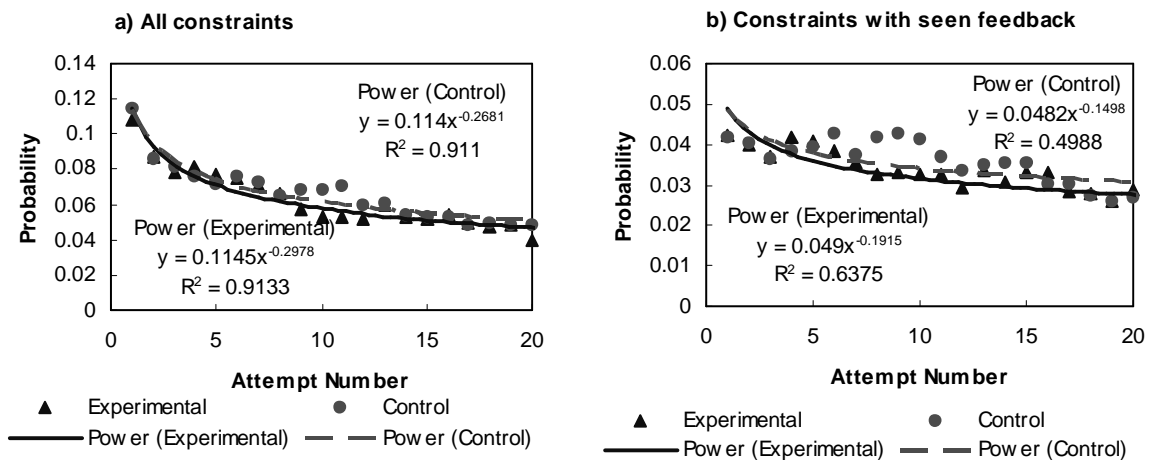 a) All constraints
0.14
0.12
0.1
0.08
0.06
0.04
0.02
0
Probability
Power (Control)
y = 0.114x^-0.2681
R² = 0.911
Power (Experimental)
y = 0.1145x^-0.2978
R² = 0.9133
0 5 10 15 20
Attempt Number
Experimental Control
Power (Experimental) Power (Control)
b) Constraints with seen feedback
0.06
0.05
0.04
0.03
0.02
0.01
0
Probability
Power (Control)
y = 0.0482x^-0.1498
R² = 0.4988
Power (Experimental)
y = 0.049x^-0.1915
R² = 0.6375
0 5 10 15 20
Attempt Number
Experimental Control
Power (Experimental) Power (Control)